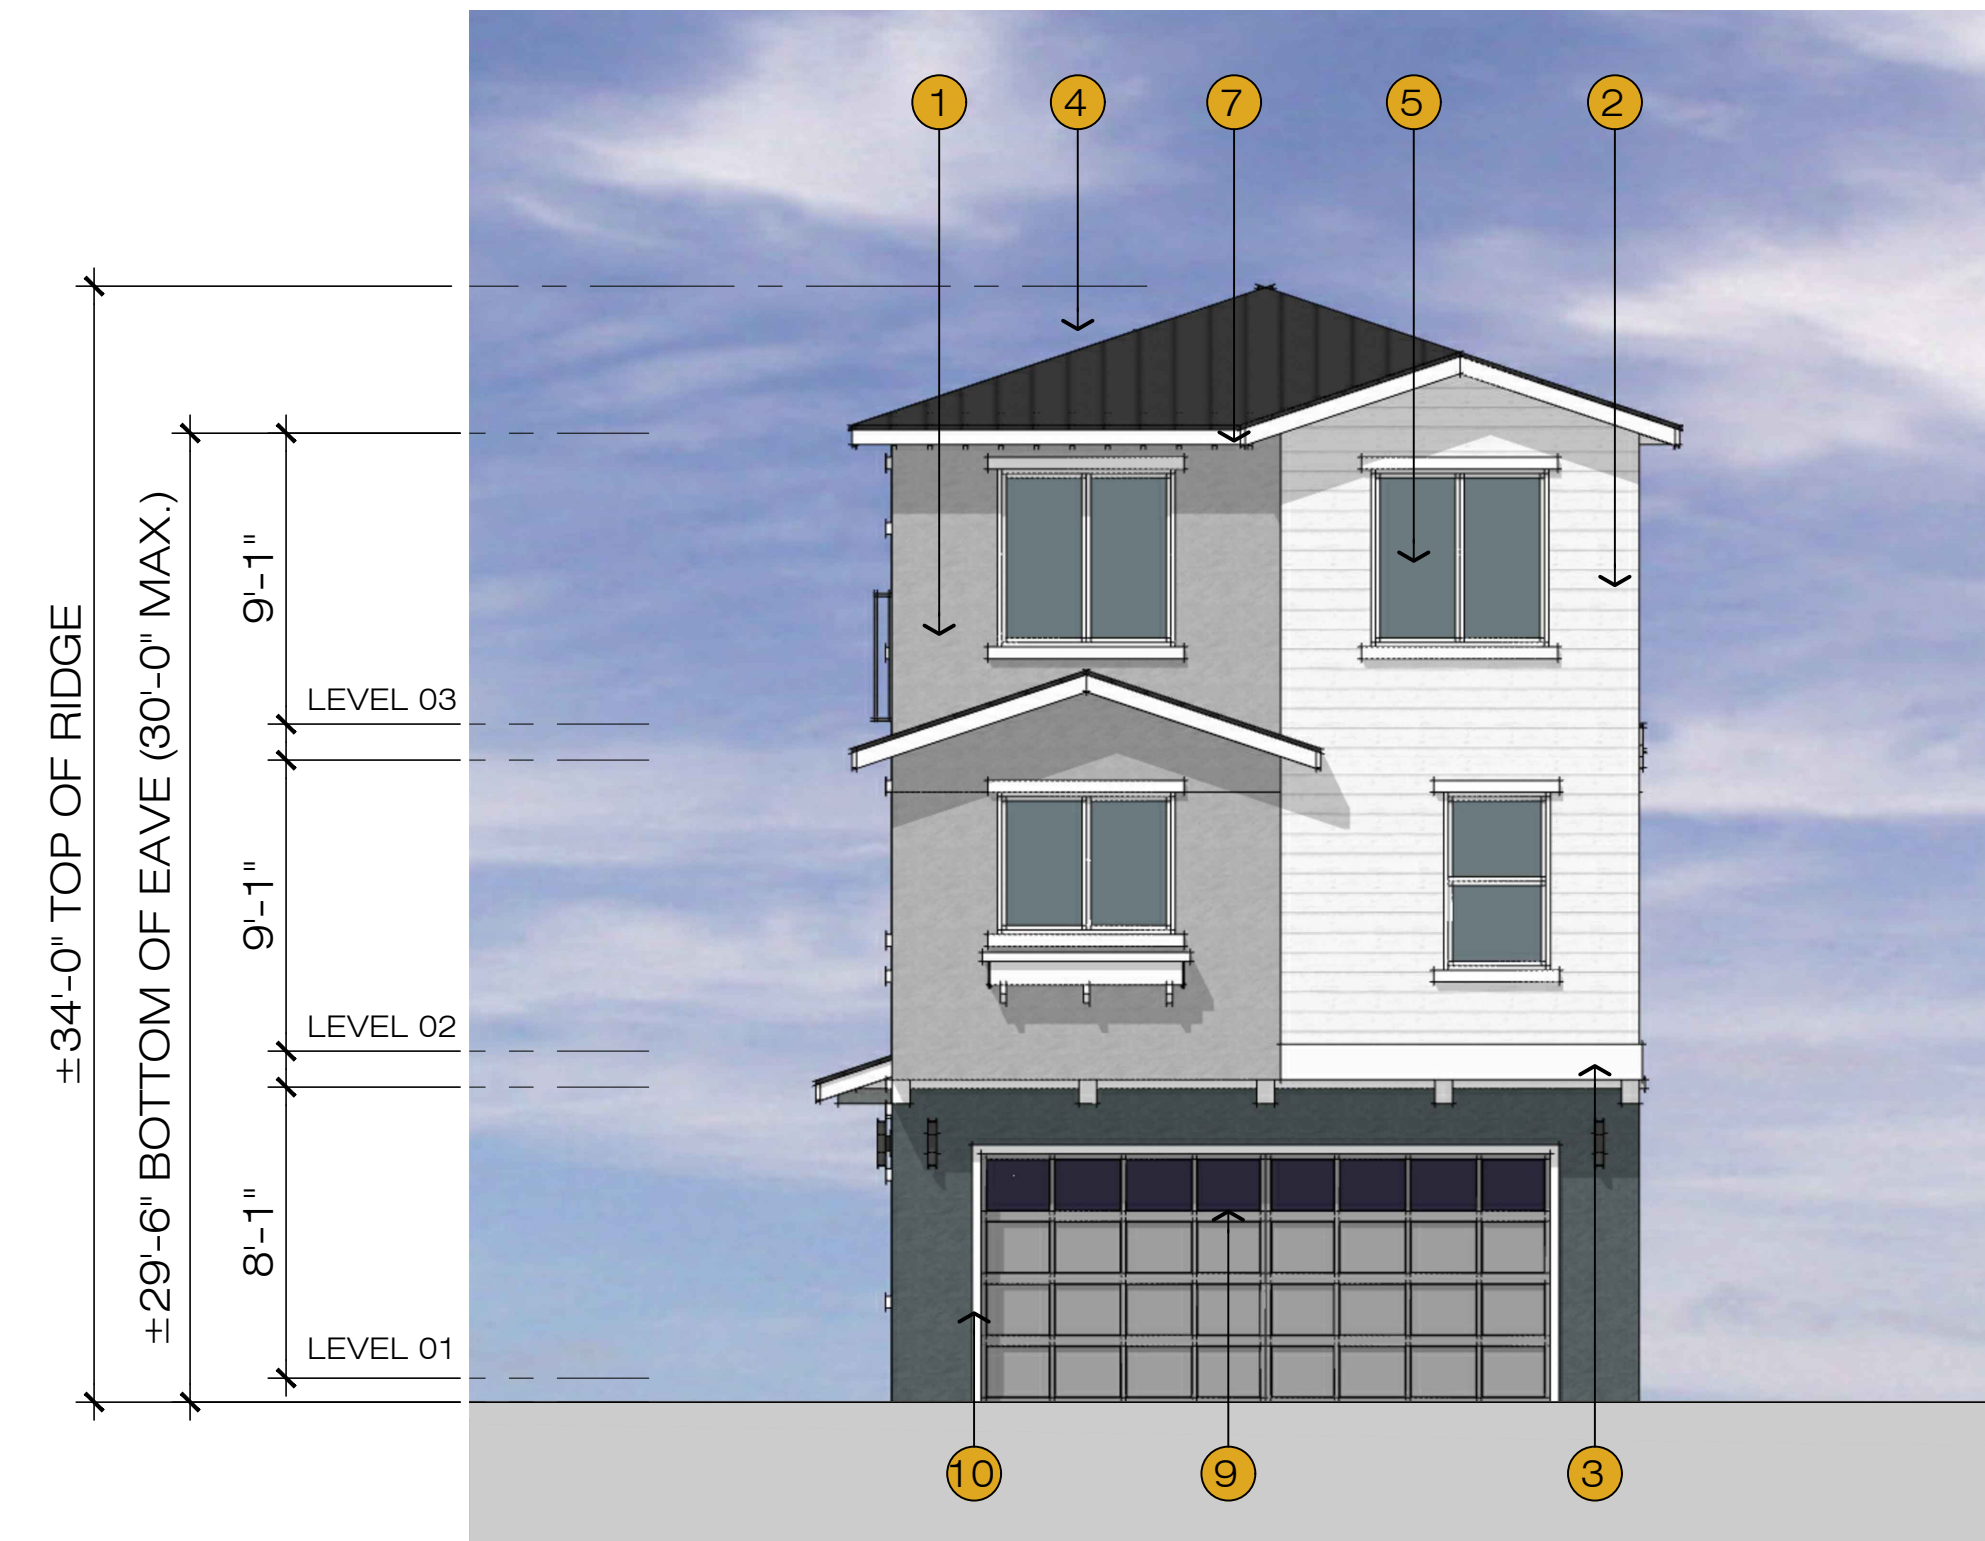 1
4
7
5
2
±34'-0" TOP OF RIDGE
±29'-6" BOTTOM OF EAVE (30'-0" MAX.)
9'-1"
LEVEL 03
9'-1"
LEVEL 02
8'-1"
LEVEL 01
10
9
3